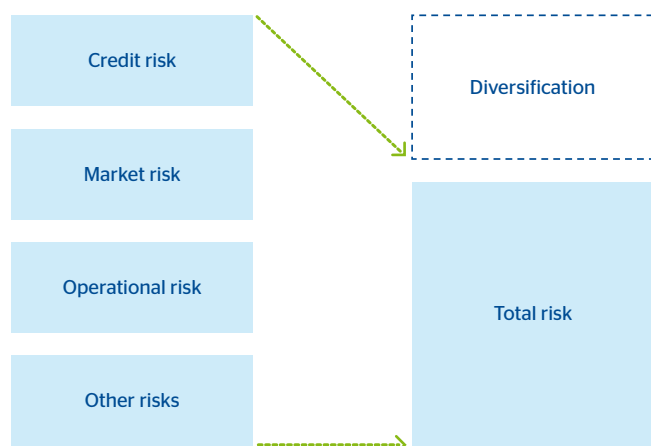 Credit risk
Market risk
Operational risk
Other risks
Diversification
Total risk